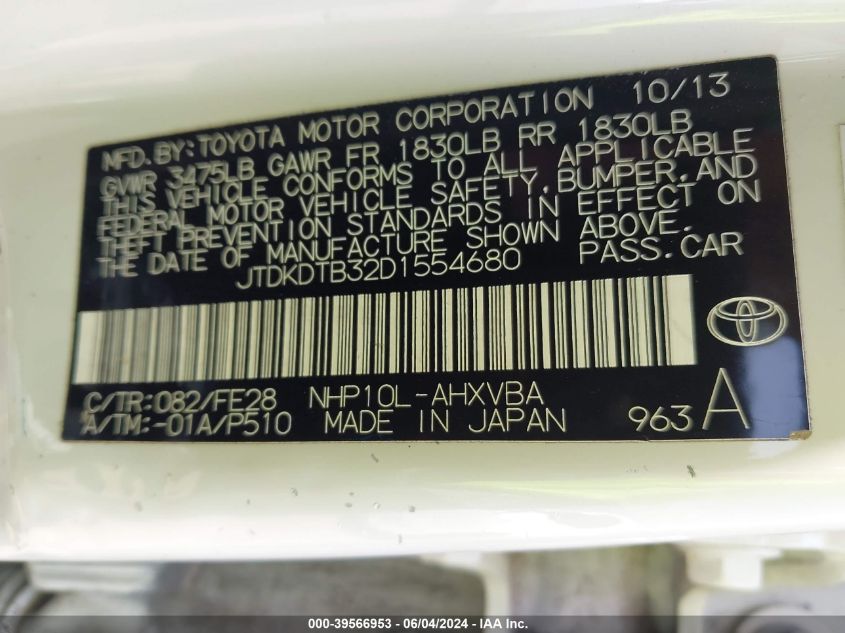 MFD. BY: TOYOTA MOTOR CORPORATION 10/13
GVWR 3475LB GAWR FR 1830LB RR 1830LB
THIS VEHICLE CONFORMS TO ALL APPLICABLE
FEDERAL MOTOR VEHICLE SAFETY, BUMPER, AND
THEFT PREVENTION STANDARDS IN EFFECT ON
THE DATE OF MANUFACTURE SHOWN ABOVE.
JTDKDTB32D1554680 PASS. CAR
C/TR:082/FE28 NHP10L-AHXVBA
A/TM:-01A/P510 MADE IN JAPAN 963 A
000-39566953 - 06/04/2024 - IAA Inc.